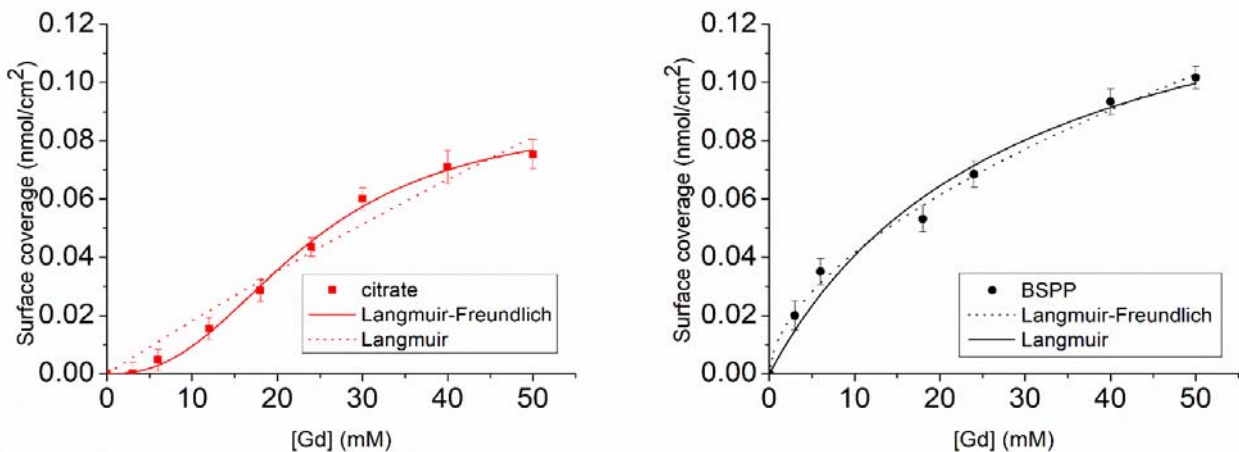 0.12
0.10
0.08
0.06
0.04
0.02
0.00
Surface coverage (nmol/cm2)
0 10 20 30 40 50
[Gd] (mM)
citrate
Langmuir-Freundlich
Langmuir
0.12
0.10
0.08
0.06
0.04
0.02
0.00
Surface coverage (nmol/cm2)
0 10 20 30 40 50
[Gd] (mM)
BSPP
Langmuir-Freundlich
Langmuir